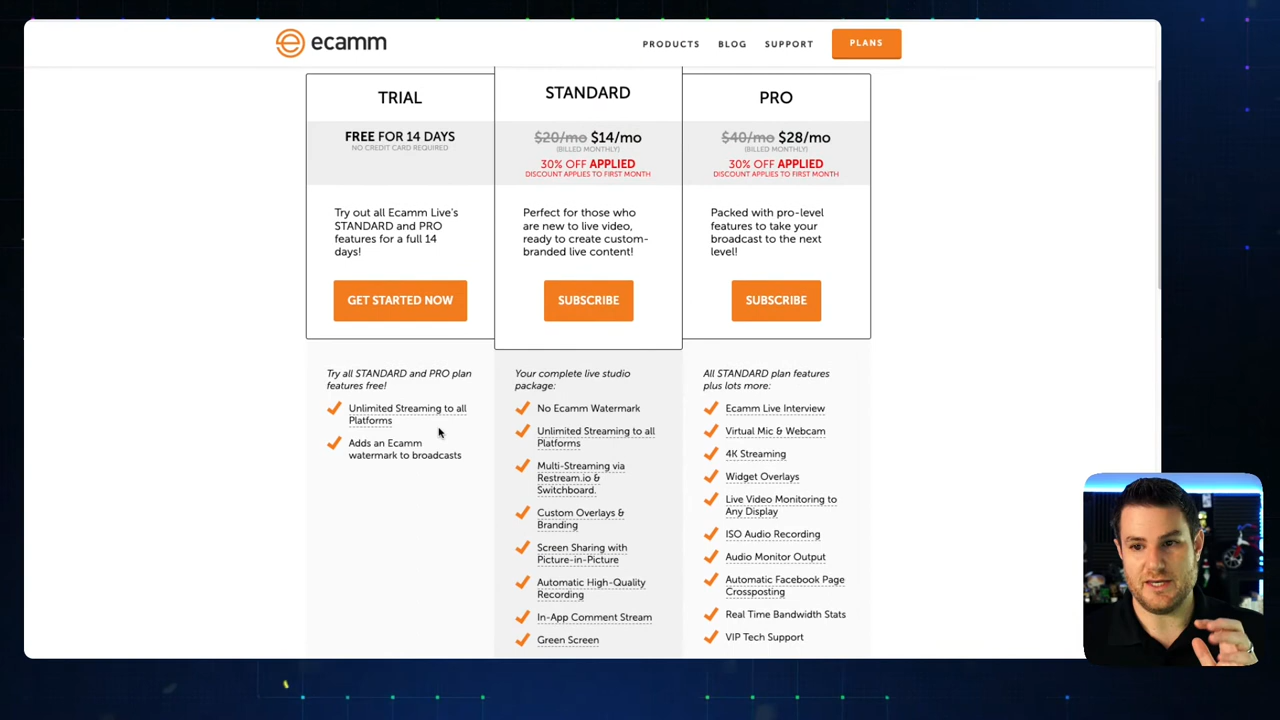 ecamm
PRODUCTS BLOG SUPPORT PLANS
TRIAL
FREE FOR 14 DAYS
NO CREDIT CARD REQUIRED
Try out all Ecamm Live's
STANDARD and PRO
features for a full 14
days!
GET STARTED NOW
Try all STANDARD and PRO plan
features free!
Unlimited Streaming to all
Platforms
Adds an Ecamm
watermark to broadcasts
STANDARD
$20/mo $14/mo
(BILLED MONTHLY)
30% OFF APPLIED
DISCOUNT APPLIES TO FIRST MONTH
Perfect for those who
are new to live video,
ready to create custom-
branded live content!
SUBSCRIBE
Your complete live studio
package:
No Ecamm Watermark
Unlimited Streaming to all
Platforms
Multi-Streaming via
Restream.io &
Switchboard.
Custom Overlays &
Branding
Screen Sharing with
Picture-in-Picture
Automatic High-Quality
Recording
In-App Comment Stream
Green Screen
PRO
$40/mo $28/mo
(BILLED MONTHLY)
30% OFF APPLIED
DISCOUNT APPLIES TO FIRST MONTH
Packed with pro-level
features to take your
broadcast to the next
level!
SUBSCRIBE
All STANDARD plan features
plus lots more:
Ecamm Live Interview
Virtual Mic & Webcam
4K Streaming
Widget Overlays
Live Video Monitoring to
Any Display
ISO Audio Recording
Audio Monitor Output
Automatic Facebook Page
Crossposting
Real Time Bandwidth Stats
VIP Tech Support